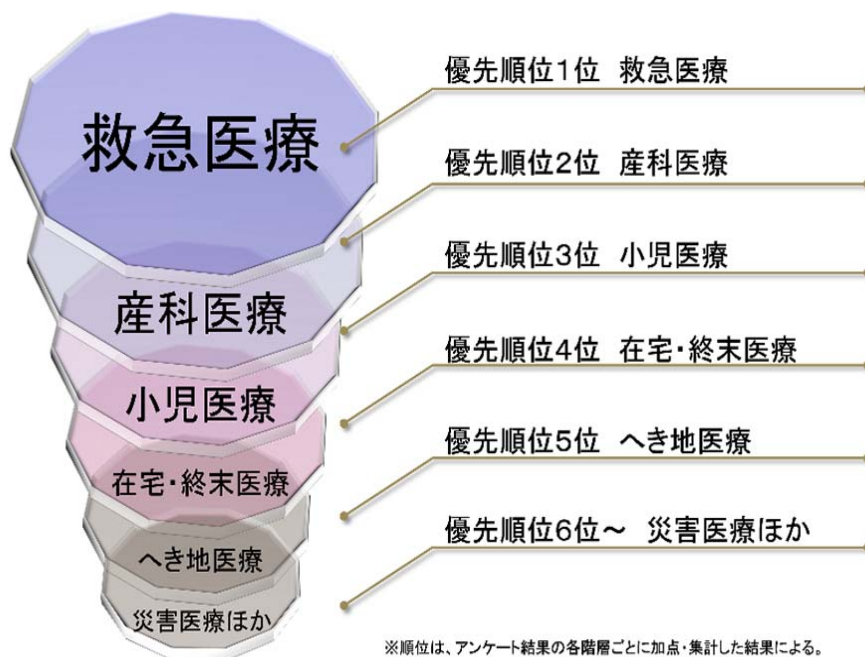 救急医療
産科医療
小児医療
在宅・終末医療
へき地医療
災害医療ほか
優先順位1位 救急医療
優先順位2位 産科医療
優先順位3位 小児医療
優先順位4位 在宅・終末医療
優先順位5位 へき地医療
優先順位6位～ 災害医療ほか
※順位は、アンケート結果の各階層ごとに加点・集計した結果による。